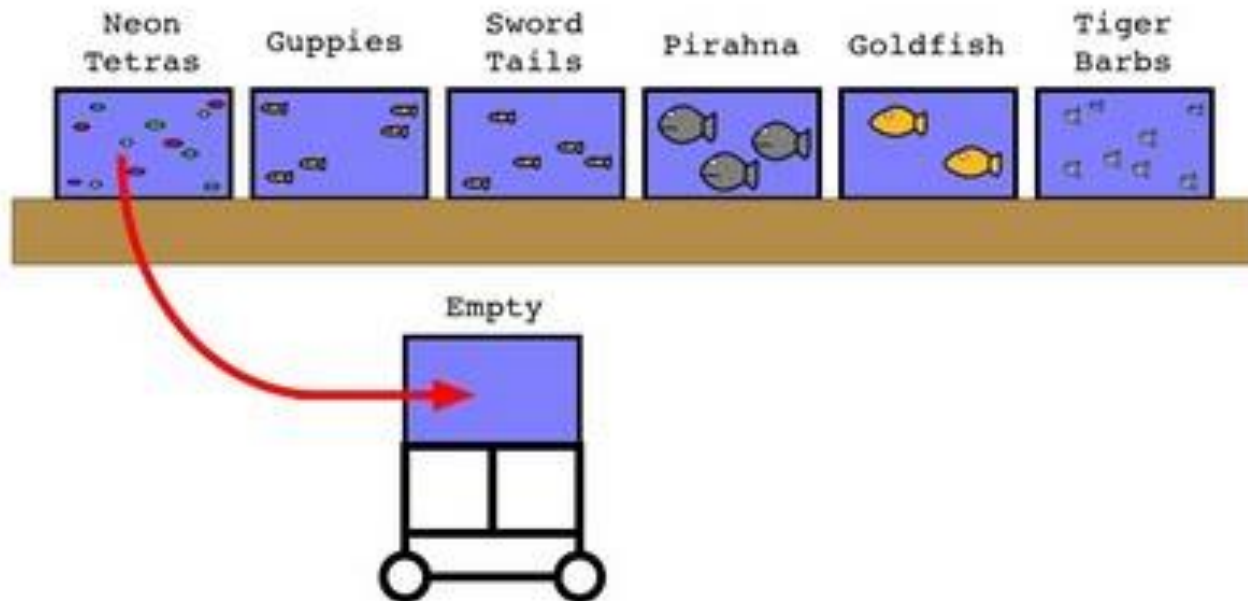 Neon
Tetras
Guppies
Sword
Tails
Pirahna
Goldfish
Tiger
Barbs
Empty